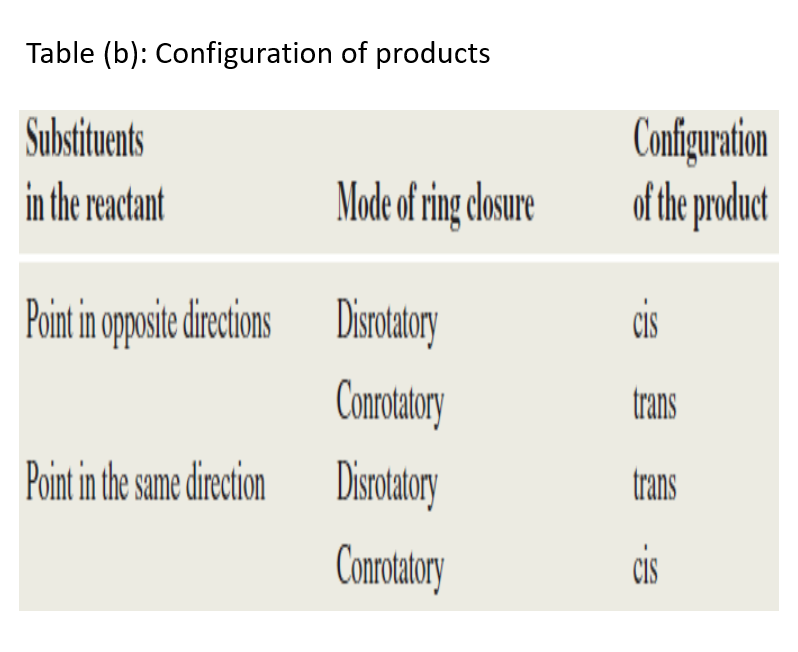 Table (b): Configuration of products
Substituents Configuration
in the reactant Mode of ring closure of the product
Point in opposite directions Disrotatory cis
Conrotatory trans
Point in the same direction Disrotatory trans
Conrotatory cis